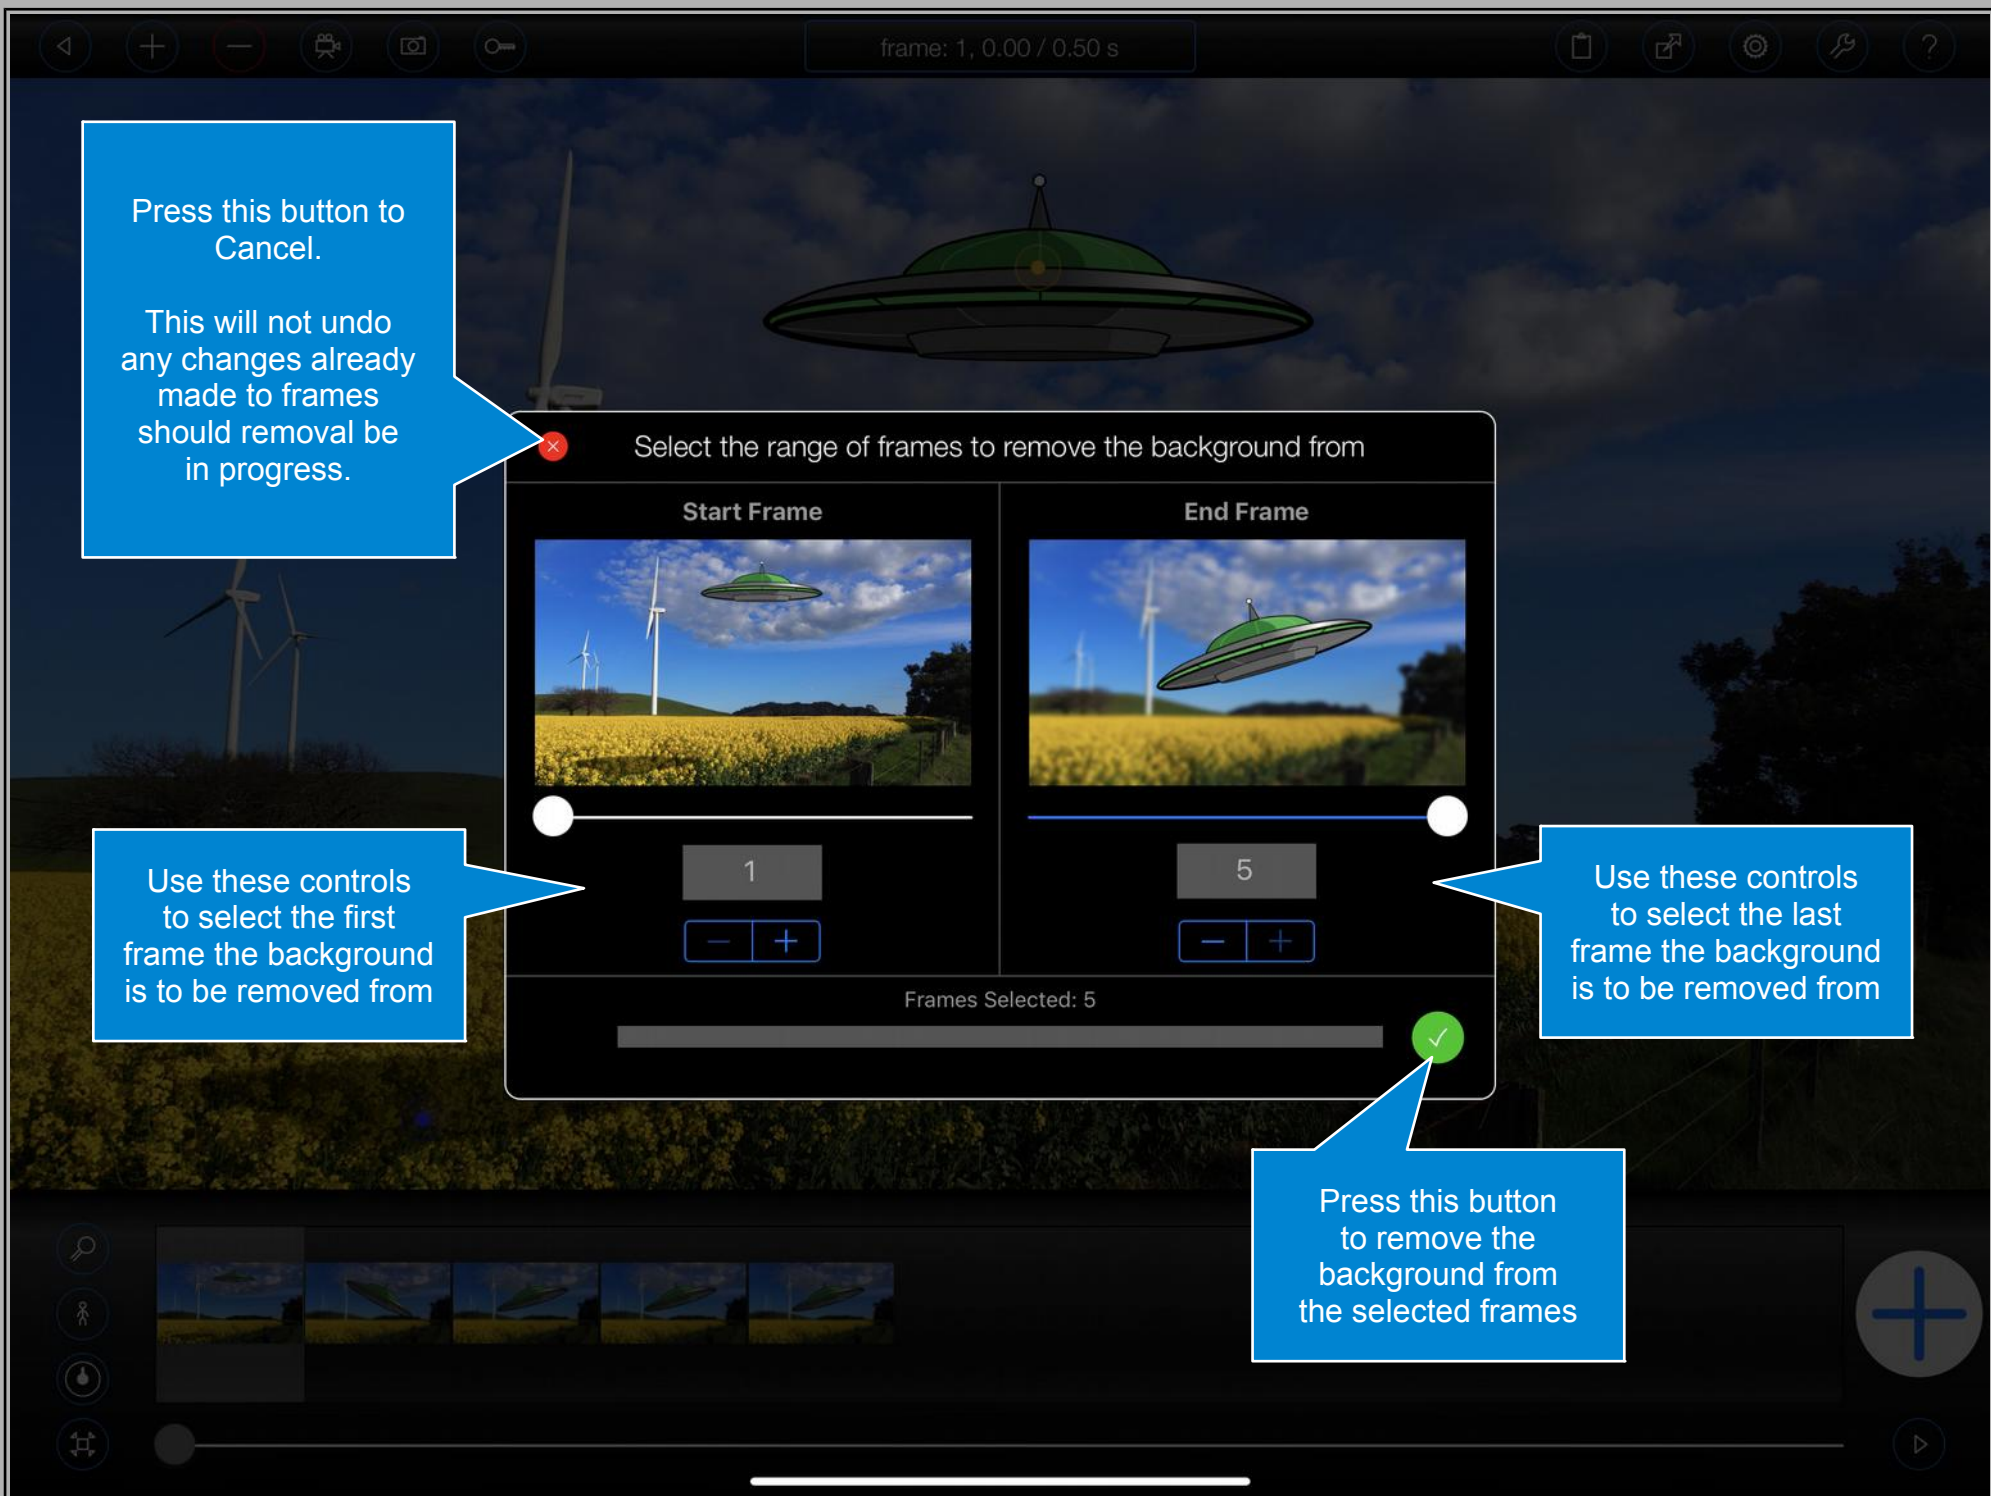 frame: 1, 0.00 / 0.50 s
?
Press this button to
Cancel.
This will not undo
any changes already
made to frames
should removal be
in progress.
Select the range of frames to remove the background from
Start Frame
End Frame
1
5
Use these controls
to select the first
frame the background
is to be removed from
Use these controls
to select the last
frame the background
is to be removed from
Frames Selected: 5
Press this button
to remove the
background from
the selected frames